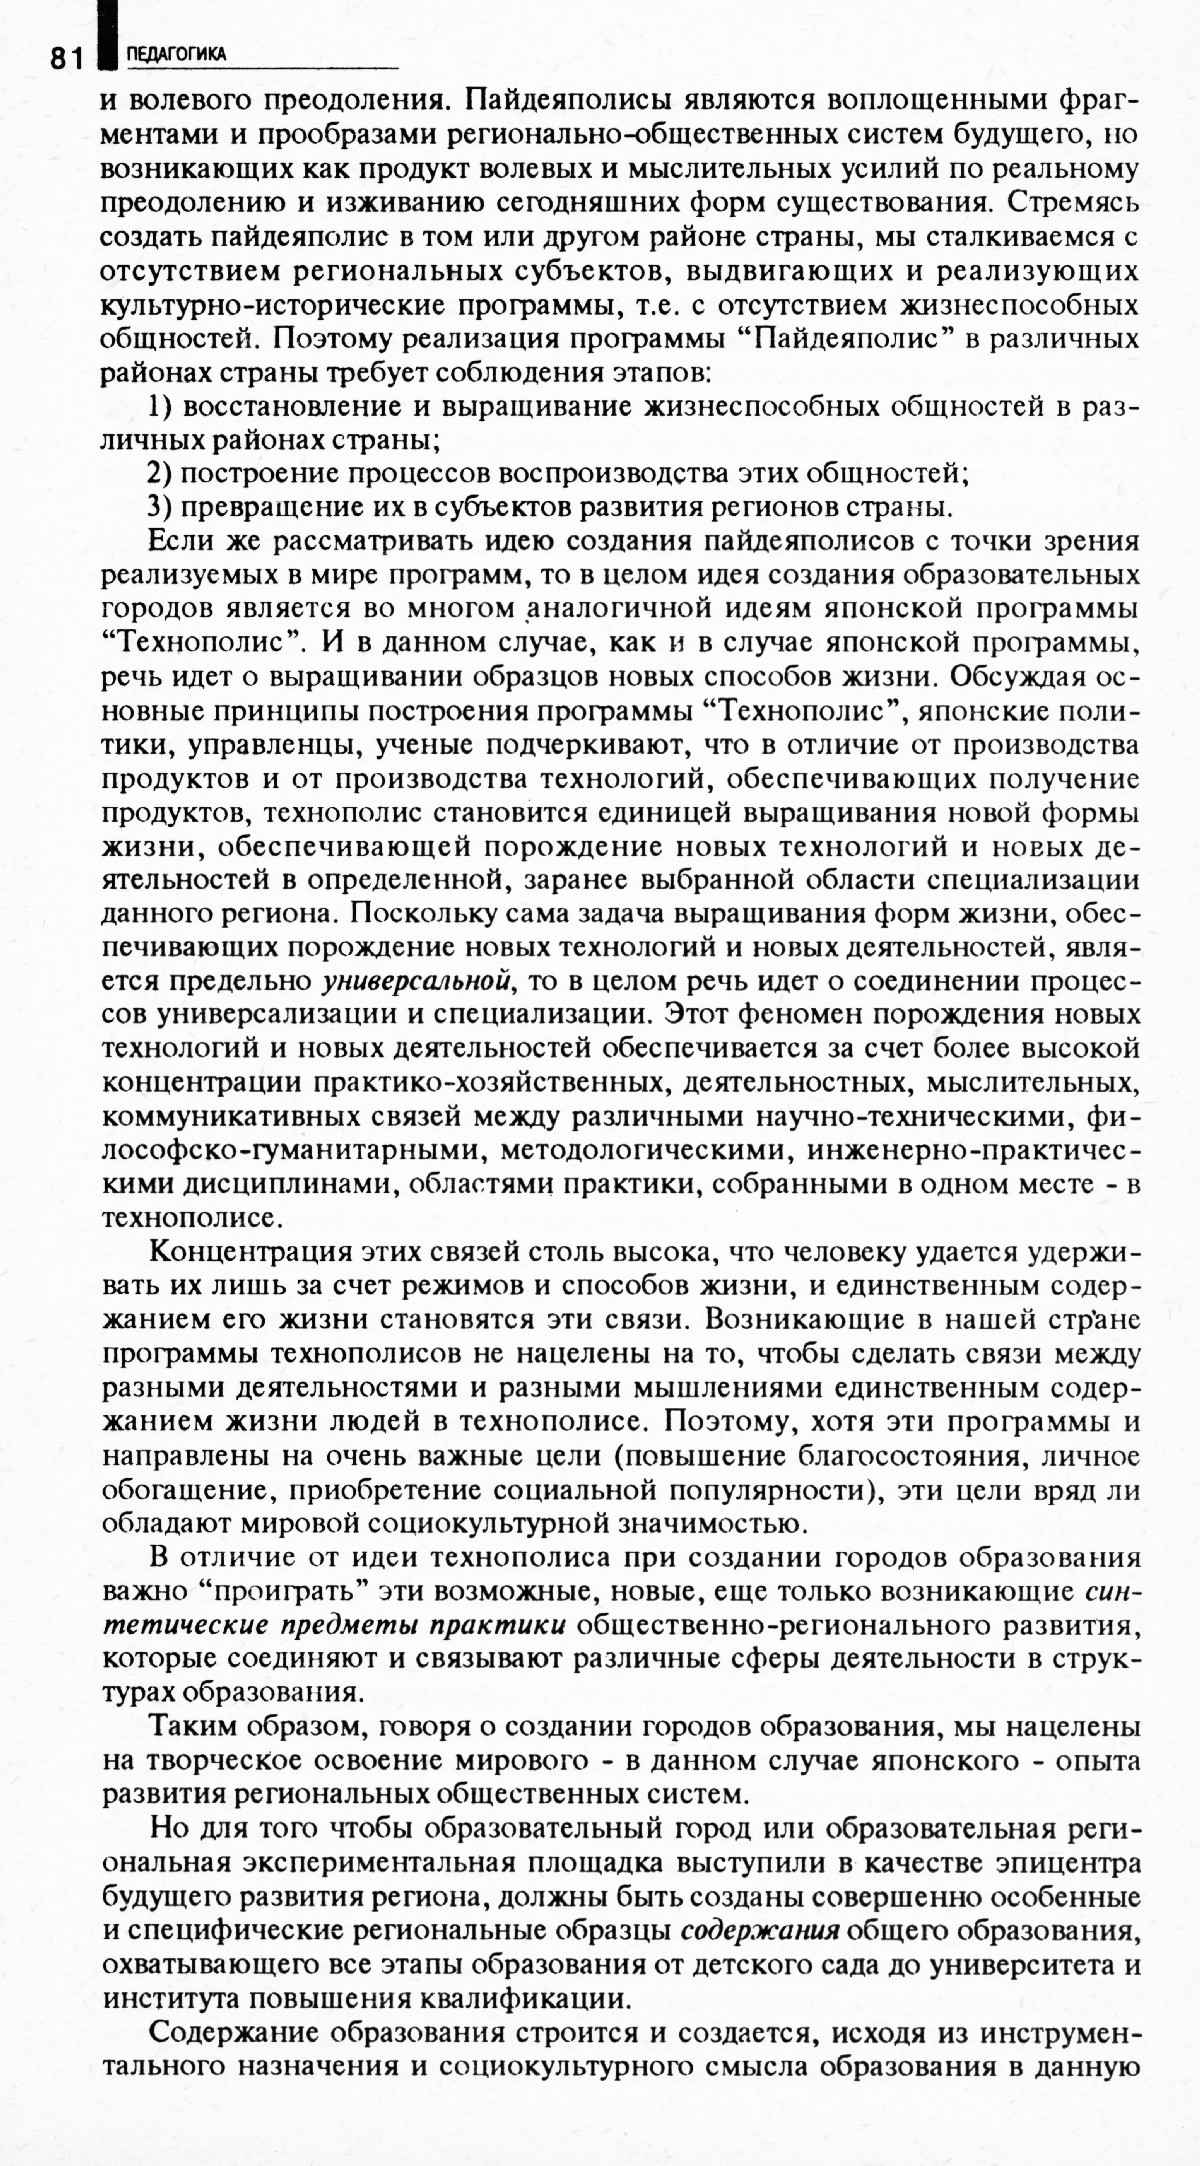 81 ПЕДАГОГИКА
и волевого преодоления. Пайдеяполисы являются воплощенными фраг-
ментами и прообразами регионально-общественных систем будущего, но
возникающих как продукт волевых и мыслительных усилий по реальному
преодолению и изживанию сегодняшних форм существования. Стремясь
создать пайдеяполис в том или другом районе страны, мы сталкиваемся с
отсутствием региональных субъектов, выдвигающих и реализующих
культурно-исторические программы, т.е. с отсутствием жизнеспособных
общностей. Поэтому реализация программы “Пайдеяполис” в различных
районах страны требует соблюдения этапов:
1) восстановление и выращивание жизнеспособных общностей в раз-
личных районах страны;
2) построение процессов воспроизводства этих общностей;
3) превращение их в субъектов развития регионов страны.
Если же рассматривать идею создания пайдеяполисов с точки зрения
реализуемых в мире программ, то в целом идея создания образовательных
городов является во многом аналогичной идеям японской программы
“Технополис”. И в данном случае, как и в случае японской программы,
речь идет о выращивании образцов новых способов жизни. Обсуждая ос-
новные принципы построения программы “Технополис”, японские поли-
тики, управленцы, ученые подчеркивают, что в отличие от производства
продуктов и от производства технологий, обеспечивающих получение
продуктов, технополис становится единицей выращивания новой формы
жизни, обеспечивающей порождение новых технологий и новых де-
ятельностей в определенной, заранее выбранной области специализации
данного региона. Поскольку сама задача выращивания форм жизни, обес-
печивающих порождение новых технологий и новых деятельностей, явля-
ется предельно универсальной, то в целом речь идет о соединении процес-
сов универсализации и специализации. Этот феномен порождения новых
технологий и новых деятельностей обеспечивается за счет более высокой
концентрации практико-хозяйственных, деятельностных, мыслительных,
коммуникативных связей между различными научно-техническими, фи-
лософско-гуманитарными, методологическими, инженерно-практичес-
кими дисциплинами, областями практики, собранными в одном месте - в
технополисе.
Концентрация этих связей столь высока, что человеку удается удержи-
вать их лишь за счет режимов и способов жизни, и единственным содер-
жанием его жизни становятся эти связи. Возникающие в нашей стране
программы технополисов не нацелены на то, чтобы сделать связи между
разными деятельностями и разными мышлениями единственным содер-
жанием жизни людей в технополисе. Поэтому, хотя эти программы и
направлены на очень важные цели (повышение благосостояния, личное
обогащение, приобретение социальной популярности), эти цели вряд ли
обладают мировой социокультурной значимостью.
В отличие от идеи технополиса при создании городов образования
важно “проиграть” эти возможные, новые, еще только возникающие син-
тетические предметы практики общественно-регионального развития,
которые соединяют и связывают различные сферы деятельности в струк-
турах образования.
Таким образом, говоря о создании городов образования, мы нацелены
на творческое освоение мирового - в данном случае японского - опыта
развития региональных общественных систем.
Но для того чтобы образовательный город или образовательная реги-
ональная экспериментальная площадка выступили в качестве эпицентра
будущего развития региона, должны быть созданы совершенно особенные
и специфические региональные образцы содержания общего образования,
охватывающего все этапы образования от детского сада до университета и
института повышения квалификации.
Содержание образования строится и создается, исходя из инструмен-
тального назначения и социокультурного смысла образования в данную